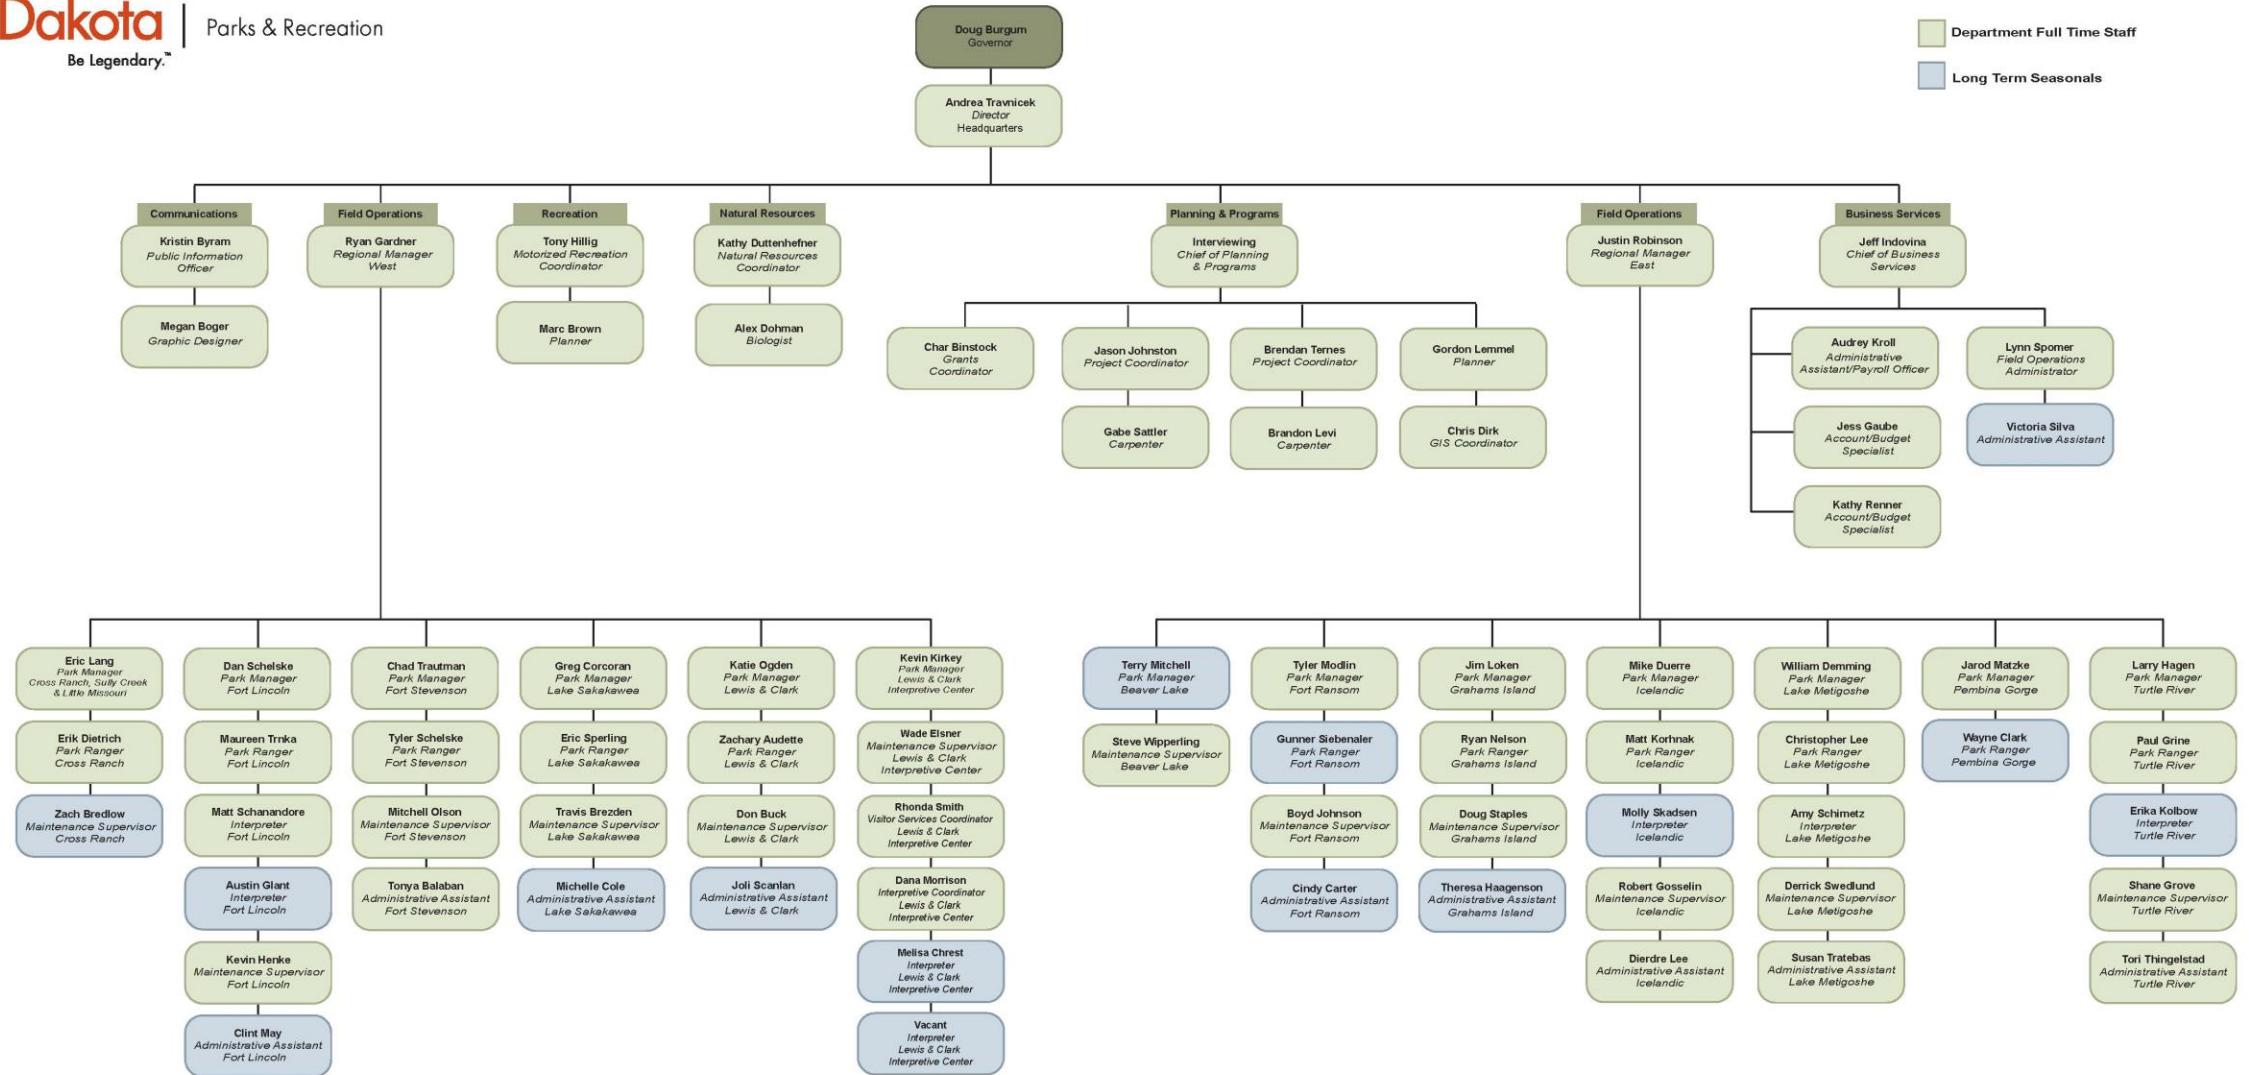 Dakota
Parks & Recreation
Be Legendary.™
Department Full Time Staff
Long Term Seasonals
Doug Burgum
Governor
Andrea Travnicek
Director
Headquarters
Communications
Kristin Byram
Public Information
Officer
Megan Boger
Graphic Designer
Field Operations
Ryan Gardner
Regional Manager
West
Recreation
Tony Hillig
Motorized Recreation
Coordinator
Marc Brown
Planner
Natural Resources
Kathy Duttenhefner
Natural Resources
Coordinator
Alex Dohman
Biologist
Planning & Programs
Interviewing
Chief of Planning
& Programs
Char Binstock
Grants
Coordinator
Jason Johnston
Project Coordinator
Gabe Sattler
Carpenter
Brendan Ternes
Project Coordinator
Brandon Levi
Carpenter
Gordon Lemmel
Planner
Chris Dirk
GIS Coordinator
Field Operations
Justin Robinson
Regional Manager
East
Business Services
Jeff Indovina
Chief of Business
Services
Audrey Kroll
Administrative
Assistant/Payroll Officer
Jess Gaube
Account/Budget
Specialist
Kathy Renner
Account/Budget
Specialist
Lynn Spomer
Field Operations
Administrator
Victoria Silva
Administrative Assistant
Eric Lang
Park Manager
Cross Ranch, Sully Creek
& Little Missouri
Erik Dietrich
Park Ranger
Cross Ranch
Zach Bredlow
Maintenance Supervisor
Cross Ranch
Dan Schelske
Park Manager
Fort Lincoln
Maureen Trnka
Park Ranger
Fort Lincoln
Matt Schanandore
Interpreter
Fort Lincoln
Austin Glant
Interpreter
Fort Lincoln
Kevin Henke
Maintenance Supervisor
Fort Lincoln
Clint May
Administrative Assistant
Fort Lincoln
Chad Trautman
Park Manager
Fort Stevenson
Tyler Schelske
Park Ranger
Fort Stevenson
Mitchell Olson
Maintenance Supervisor
Fort Stevenson
Tonya Balaban
Administrative Assistant
Fort Stevenson
Greg Corcoran
Park Manager
Lake Sakakawea
Eric Sperling
Park Ranger
Lake Sakakawea
Travis Brezden
Maintenance Supervisor
Lake Sakakawea
Michelle Cole
Administrative Assistant
Lake Sakakawea
Katie Ogden
Park Manager
Lewis & Clark
Zachary Audette
Park Ranger
Lewis & Clark
Don Buck
Maintenance Supervisor
Lewis & Clark
Joli Scanlan
Administrative Assistant
Lewis & Clark
Kevin Kirkey
Park Manager
Lewis & Clark
Interpretive Center
Wade Elsner
Maintenance Supervisor
Lewis & Clark
Interpretive Center
Rhonda Smith
Visitor Services Coordinator
Lewis & Clark
Interpretive Center
Dana Morrison
Interpretive Coordinator
Lewis & Clark
Interpretive Center
Melisa Chrest
Interpreter
Lewis & Clark
Interpretive Center
Vacant
Interpreter
Lewis & Clark
Interpretive Center
Terry Mitchell
Park Manager
Beaver Lake
Steve Wipperling
Maintenance Supervisor
Beaver Lake
Tyler Modlin
Park Manager
Fort Ransom
Gunner Siebenaler
Park Ranger
Fort Ransom
Boyd Johnson
Maintenance Supervisor
Fort Ransom
Cindy Carter
Administrative Assistant
Fort Ransom
Jim Loken
Park Manager
Grahams Island
Ryan Nelson
Park Ranger
Grahams Island
Doug Staples
Maintenance Supervisor
Grahams Island
Theresa Haagenson
Administrative Assistant
Grahams Island
Mike Duerre
Park Manager
Icelandic
Matt Korhnak
Park Ranger
Icelandic
Molly Skadsen
Interpreter
Icelandic
Robert Gosselin
Maintenance Supervisor
Icelandic
Dierdre Lee
Administrative Assistant
Icelandic
William Demming
Park Manager
Lake Metigoshe
Christopher Lee
Park Ranger
Lake Metigoshe
Amy Schimetz
Interpreter
Lake Metigoshe
Derrick Swedlund
Maintenance Supervisor
Lake Metigoshe
Susan Tratebas
Administrative Assistant
Lake Metigoshe
Jarod Matzke
Park Manager
Pembina Gorge
Wayne Clark
Park Ranger
Pembina Gorge
Larry Hagen
Park Manager
Turtle River
Paul Grine
Park Ranger
Turtle River
Erika Kolbow
Interpreter
Turtle River
Shane Grove
Maintenance Supervisor
Turtle River
Tori Thingelstad
Administrative Assistant
Turtle River